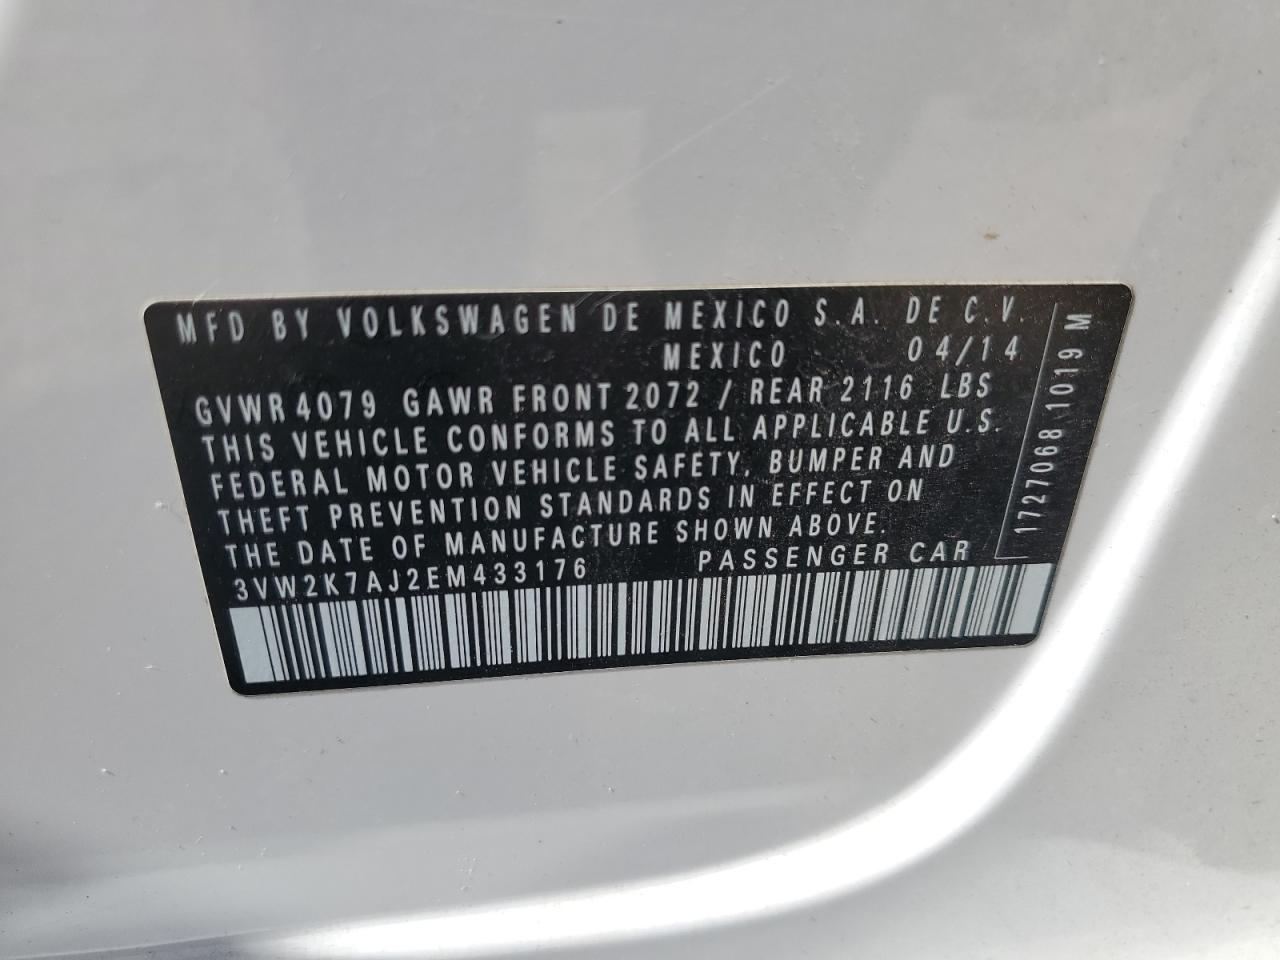 MFD BY VOLKSWAGEN DE MEXICO S.A. DE C.V.
MEXICO 04/14
GVWR 4079 GAWR FRONT 2072 / REAR 2116 LBS
THIS VEHICLE CONFORMS TO ALL APPLICABLE U.S.
FEDERAL MOTOR VEHICLE SAFETY, BUMPER AND
THEFT PREVENTION STANDARDS IN EFFECT ON
THE DATE OF MANUFACTURE SHOWN ABOVE.
3VW2K7AJ2EM433176 PASSENGER CAR
1727068 1019 M